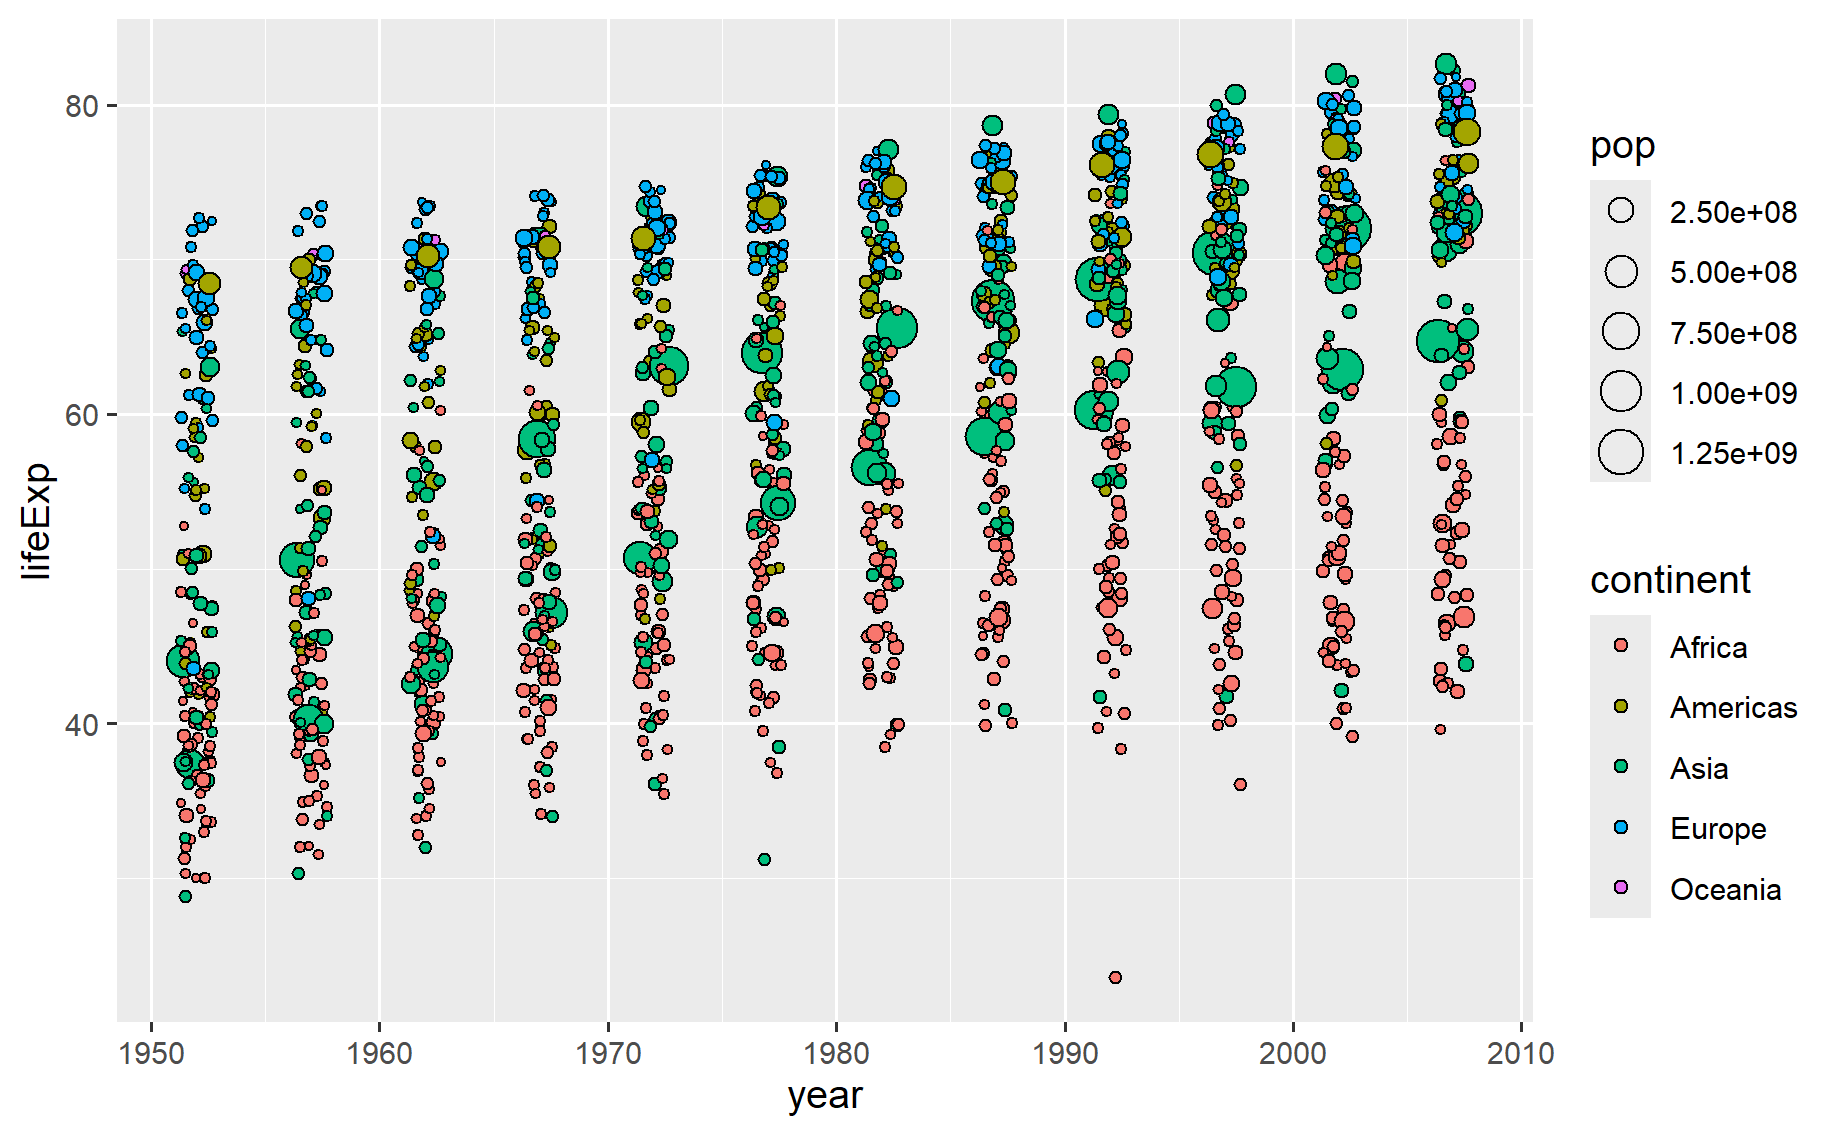 lifeExp
80
60
40
1950 1960 1970 1980 1990 2000 2010
year
pop
2.50e+08
5.00e+08
7.50e+08
1.00e+09
1.25e+09
continent
Africa
Americas
Asia
Europe
Oceania